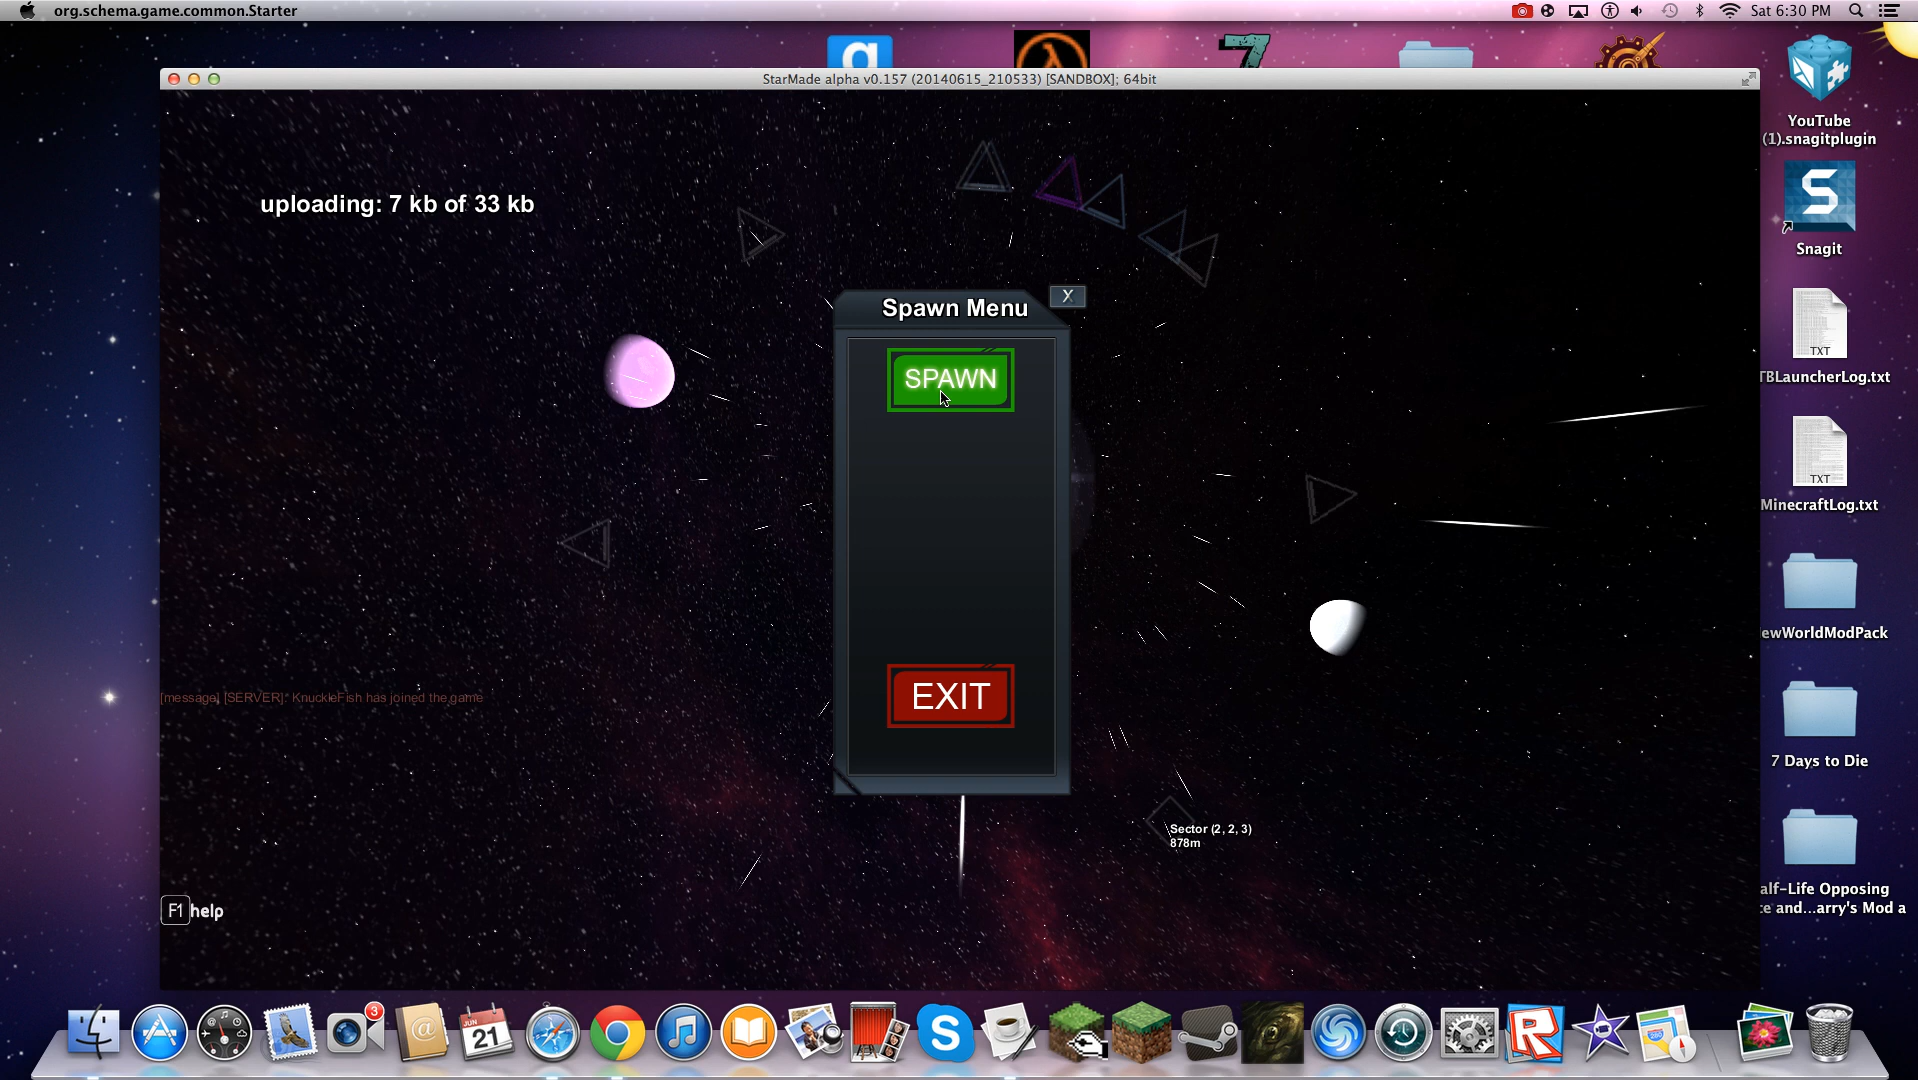 org.schema.game.common.Starter
Sat 6:30 PM
StarMade alpha v0.157 (20140615_210533) [SANDBOX]; 64bit
YouTube
(1).snagitplugin
uploading: 7 kb of 33 kb
S
Snagit
Spawn Menu
X
TXT
TBLauncherLog.txt
SPAWN
TXT
MinecraftLog.txt
ewWorldModPack
[message] [SERVER]: KnuckleFish has joined the game
EXIT
7 Days to Die
Sector (2, 2, 3)
878m
alf-Life Opposing
ce and...arry's Mod a
F1 help
3
JUN
21